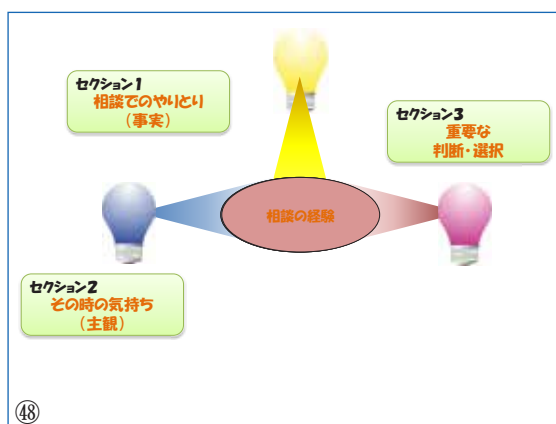 セクション1
相談でのやりとり
(事実)
セクション3
重要な
判断・選択
相談の経験
セクション2
その時の気持ち
(主観)
㊽